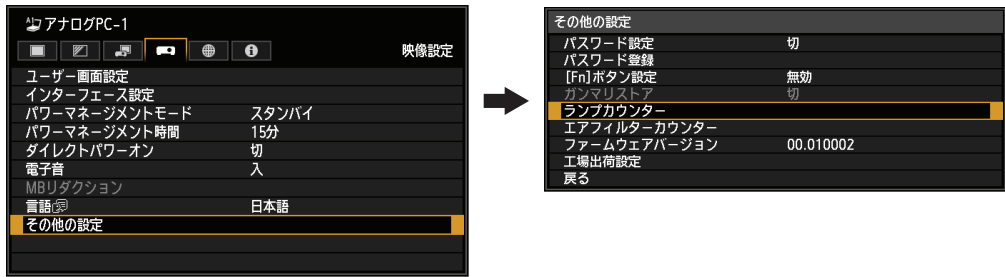 アナログPC-1
映像設定
ユーザー画面設定
インターフェース設定
パワーマネージメントモード スタンバイ
パワーマネージメント時間 15分
ダイレクトパワーオン 切
電子音 入
MBリダクション
言語 日本語
その他の設定
その他の設定
パスワード設定 切
パスワード登録
[Fn]ボタン設定 無効
ガンマリストア 切
ランプカウンター
エアフィルターカウンター
ファームウェアバージョン 00.010002
工場出荷設定
戻る